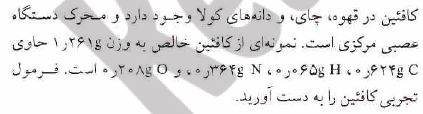 کافئین در قهوه، چای، و دانه‌های کولا وجود دارد و محرک دستگاه
عصبی مرکزی است. نمونه‌ای از کافئین خالص به وزن ۱٫۲۶۱g حاوی
۰٫۶۲۴g C، ۰٫۰۶۵g H، ۰٫۳۶۴g N، و ۰٫۲۰۸g O است. فرمول
تجربی کافئین را به دست آورید.